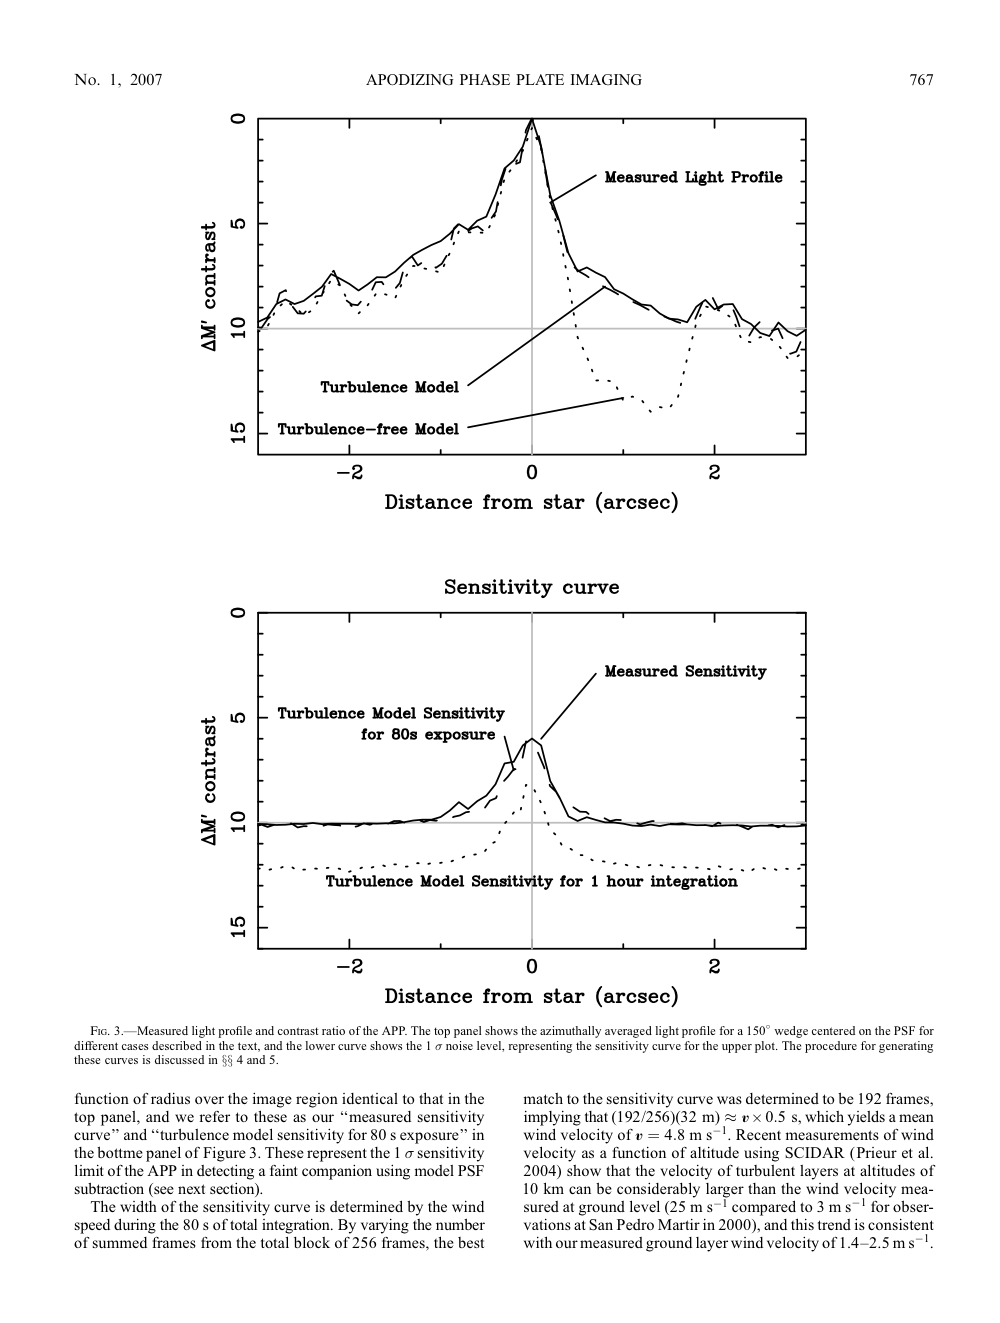 No. 1, 2007
APODIZING PHASE PLATE IMAGING
767
0
5
10
15
ΔM′ contrast
Measured Light Profile
Turbulence Model
Turbulence–free Model
−2
0
2
Distance from star (arcsec)
Sensitivity curve
0
5
10
15
ΔM′ contrast
Measured Sensitivity
Turbulence Model Sensitivity
for 80s exposure
Turbulence Model Sensitivity for 1 hour integration
−2
0
2
Distance from star (arcsec)
Fig. 3.—Measured light profile and contrast ratio of the APP. The top panel shows the azimuthally averaged light profile for a 150° wedge centered on the PSF for
different cases described in the text, and the lower curve shows the 1 σ noise level, representing the sensitivity curve for the upper plot. The procedure for generating
these curves is discussed in §§ 4 and 5.
function of radius over the image region identical to that in the
top panel, and we refer to these as our ‘‘measured sensitivity
curve’’ and ‘‘turbulence model sensitivity for 80 s exposure’’ in
the bottme panel of Figure 3. These represent the 1 σ sensitivity
limit of the APP in detecting a faint companion using model PSF
subtraction (see next section).
The width of the sensitivity curve is determined by the wind
speed during the 80 s of total integration. By varying the number
of summed frames from the total block of 256 frames, the best
match to the sensitivity curve was determined to be 192 frames,
implying that (192/256)(32 m) ≈ v × 0.5 s, which yields a mean
wind velocity of v = 4.8 m s⁻¹. Recent measurements of wind
velocity as a function of altitude using SCIDAR (Prieur et al.
2004) show that the velocity of turbulent layers at altitudes of
10 km can be considerably larger than the wind velocity mea-
sured at ground level (25 m s⁻¹ compared to 3 m s⁻¹ for obser-
vations at San Pedro Martir in 2000), and this trend is consistent
with our measured ground layer wind velocity of 1.4–2.5 m s⁻¹.